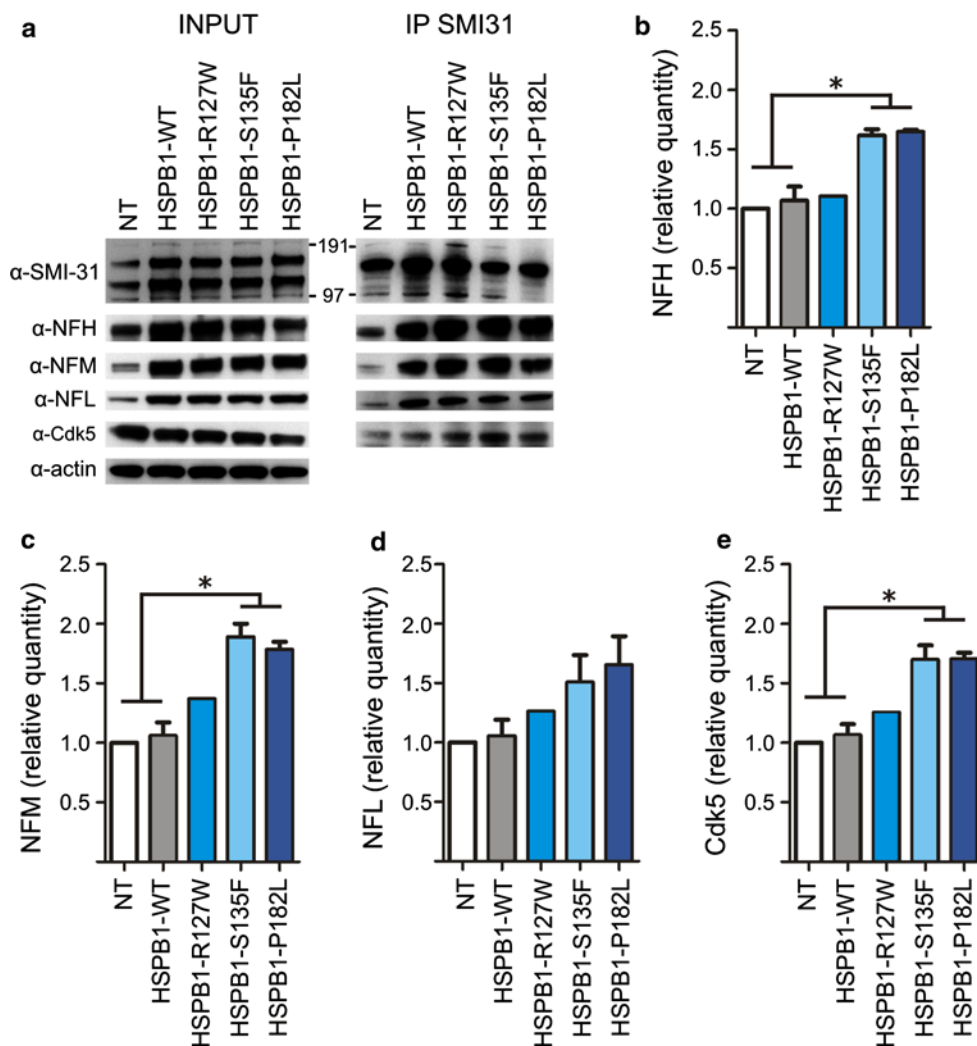 a
INPUT
IP SMI31
NT
HSPB1-WT
HSPB1-R127W
HSPB1-S135F
HSPB1-P182L
NT
HSPB1-WT
HSPB1-R127W
HSPB1-S135F
HSPB1-P182L
α-SMI-31
191
97
α-NFH
α-NFM
α-NFL
α-Cdk5
α-actin
b
NFH (relative quantity)
2.5
2.0
1.5
1.0
0.5
*
NT
HSPB1-WT
HSPB1-R127W
HSPB1-S135F
HSPB1-P182L
c
NFM (relative quantity)
2.5
2.0
1.5
1.0
0.5
*
NT
HSPB1-WT
HSPB1-R127W
HSPB1-S135F
HSPB1-P182L
d
NFL (relative quantity)
2.5
2.0
1.5
1.0
0.5
NT
HSPB1-WT
HSPB1-R127W
HSPB1-S135F
HSPB1-P182L
e
Cdk5 (relative quantity)
2.5
2.0
1.5
1.0
0.5
*
NT
HSPB1-WT
HSPB1-R127W
HSPB1-S135F
HSPB1-P182L